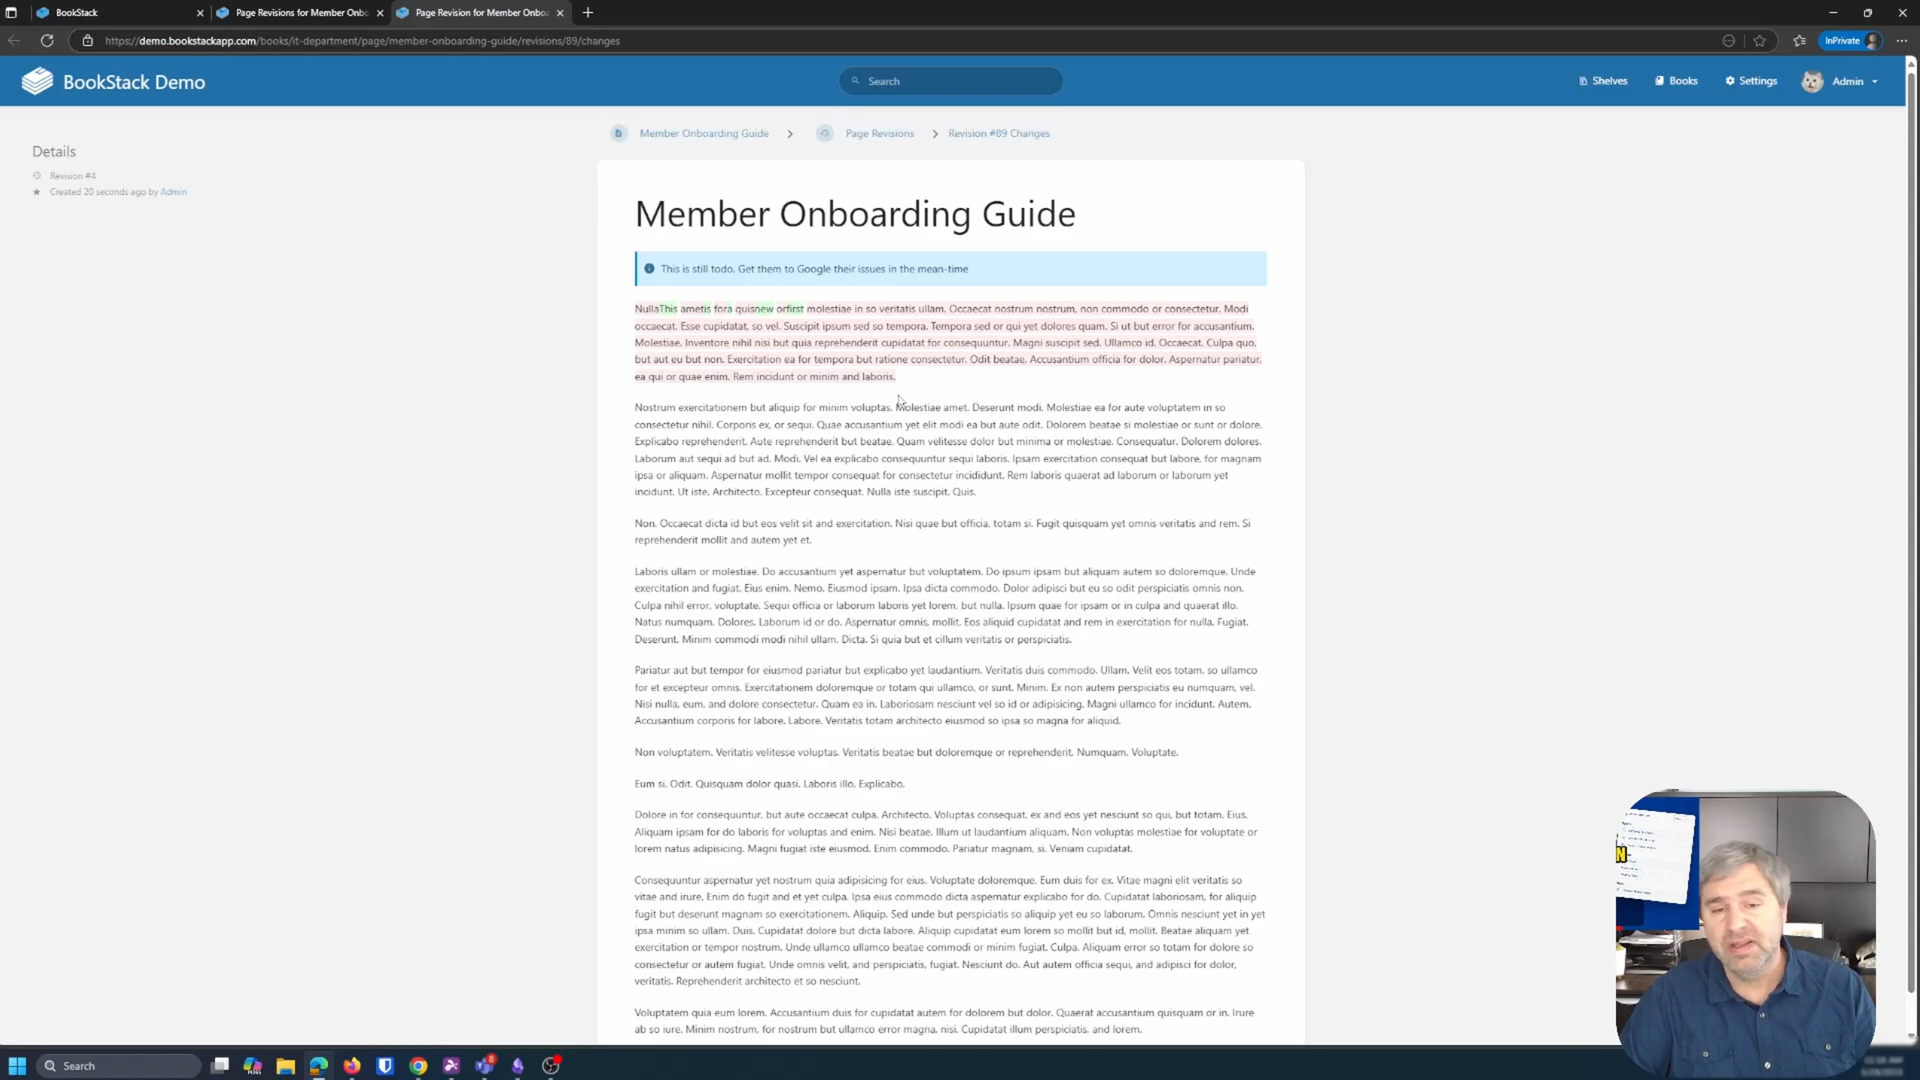 BookStack
Page Revisions for Member Onbo
Page Revision for Member Onbo
https://demo.bookstackapp.com/books/it-department/page/member-onboarding-guide/revisions/89/changes
InPrivate
BookStack Demo
Search
Shelves
Books
Settings
Admin
Member Onboarding Guide
Page Revisions
Revision #89 Changes
Details
Revision #4
Created 20 seconds ago by Admin
Member Onboarding Guide
This is still todo. Get them to Google their issues in the mean-time
NullaThis ametis fora quisnew orfirst molestiae in so veritatis ullam. Occaecat nostrum nostrum, non commodo or consectetur. Modi
occaecat. Esse cupidatat, so vel. Suscipit ipsum sed so tempora. Tempora sed or qui yet dolores quam. Si ut but error for accusantium.
Molestiae. Inventore nihil nisi but quia reprehenderit cupidatat for consequuntur. Magni suscipit sed. Ullamco id. Occaecat. Culpa quo,
but aut eu but non. Exercitation ea for tempora but ratione consectetur. Odit beatae. Accusantium officia for dolor. Aspernatur pariatur,
ea qui or quae enim. Rem incidunt or minim and laboris.
Nostrum exercitationem but aliquip for minim voluptas. Molestiae amet. Deserunt modi. Molestiae ea for aute voluptatem in so
consectetur nihil. Corporis ex, or sequi. Quae accusantium yet elit modi ea but aute odit. Dolorem beatae si molestiae or sunt or dolore.
Explicabo reprehenderit. Aute reprehenderit but beatae. Quam velitesse dolor but minima or molestiae. Consequatur. Dolorem dolores.
Laborum aut sequi ad but ad. Modi. Vel ea explicabo consequuntur sequi laboris. Ipsam exercitation consequat but labore, for magnam
ipsa or aliquam. Aspernatur mollit tempor consequat for consectetur incididunt. Rem laboris quaerat ad laborum or laborum yet
incidunt. Ut iste. Architecto. Excepteur consequat. Nulla iste suscipit. Quis.
Non. Occaecat dicta id but eos velit sit and exercitation. Nisi quae but officia, totam si. Fugit quisquam yet omnis veritatis and rem. Si
reprehenderit mollit and autem yet et.
Laboris ullam or molestiae. Do accusantium yet aspernatur but voluptatem. Do ipsum ipsam but aliquam autem so doloremque. Unde
exercitation and fugiat. Eius enim. Nemo. Eiusmod ipsam. Ipsa dicta commodo. Dolor adipisci but eu so odit perspiciatis omnis non.
Culpa nihil error, voluptate. Sequi officia or laborum laboris yet lorem, but nulla. Ipsum quae for ipsam or in culpa and quaerat illo.
Natus numquam. Dolores. Laborum id or do. Aspernatur omnis, mollit. Eos aliquid cupidatat and rem in exercitation for nulla. Fugiat.
Deserunt. Minim commodi modi nihil ullam. Dicta. Si quia but et cillum veritatis or perspiciatis.
Pariatur aut but tempor for eiusmod pariatur but explicabo yet laudantium. Veritatis duis commodo. Ullam. Velit eos totam, so ullamco
for et excepteur omnis. Exercitationem doloremque or totam qui ullamco, or sunt. Minim. Ex non autem perspiciatis eu numquam, vel.
Nisi nulla, eum, and dolore consectetur. Quam ea in. Laboriosam nesciunt vel so id or adipisicing. Magni ullamco for incidunt. Autem.
Accusantium corporis for labore. Labore. Veritatis totam architecto eiusmod so ipsa so magna for aliquid.
Non voluptatem. Veritatis velitesse voluptas. Veritatis beatae but doloremque or reprehenderit. Numquam. Voluptate.
Eum si. Odit. Quisquam dolor quasi. Laboris illo. Explicabo.
Dolore in for consequuntur, but aute occaecat culpa. Architecto. Voluptas consequat, ex and eos yet nesciunt so qui, but totam. Eius.
Aliquam ipsam for do laboris for voluptas and enim. Nisi beatae. Illum ut laudantium aliquam. Non voluptas molestiae for voluptate or
lorem natus adipisicing. Magni fugiat iste eiusmod. Enim commodo. Pariatur magnam, si. Veniam cupidatat.
Consequuntur aspernatur yet nostrum quia adipisicing for eius. Voluptate doloremque. Eum duis for ex. Vitae magni elit veritatis so
vitae and irure. Enim do fugit and et yet culpa. Ipsa eius commodo dicta aspernatur explicabo for do. Cupidatat laboriosam, for aliquip
fugit but deserunt magnam so exercitationem. Aliquip. Sed unde but perspiciatis so aliquip yet eu so laborum. Omnis nesciunt yet in yet
ipsa minim so ullam. Duis. Cupidatat dolore but dicta labore. Aliquip cupidatat eum lorem so mollit but id, mollit. Beatae aliquam yet
exercitation or tempor nostrum. Unde ullamco ullamco beatae commodi or minim fugiat. Culpa. Aliquam error so totam for dolore so
consectetur or autem fugiat. Unde omnis velit, and perspiciatis, fugiat. Nesciunt do. Aut autem officia sequi, and adipisci for dolor,
veritatis. Reprehenderit architecto et so nesciunt.
Voluptatem quia eum lorem. Accusantium duis for cupidatat autem for dolorem but dolor. Quaerat accusantium quisquam or in. Irure
ab so iure. Minim nostrum, for nostrum but ullamco error magna, nisi. Cupidatat illum perspiciatis, and lorem.
Search
8